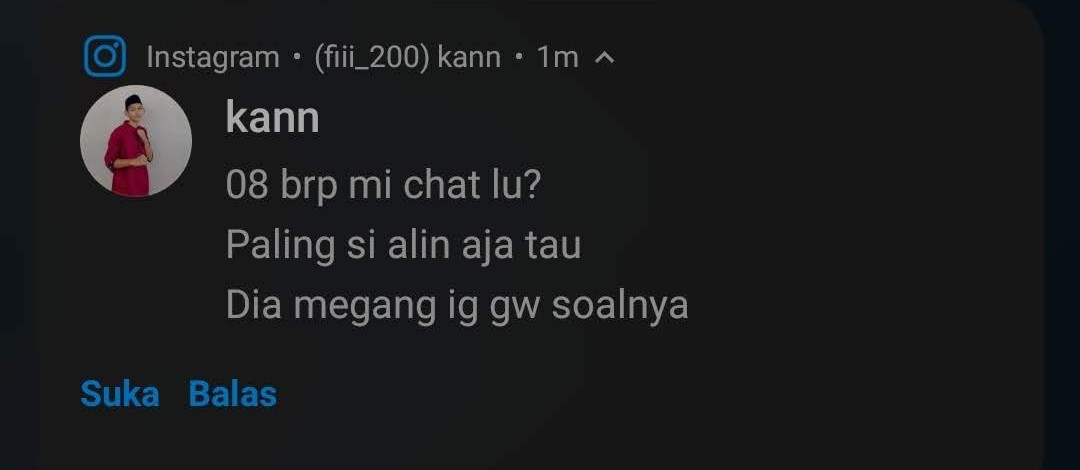 Instagram • (fiii_200) kann • 1m
kann
08 brp mi chat lu?
Paling si alin aja tau
Dia megang ig gw soalnya
Suka Balas